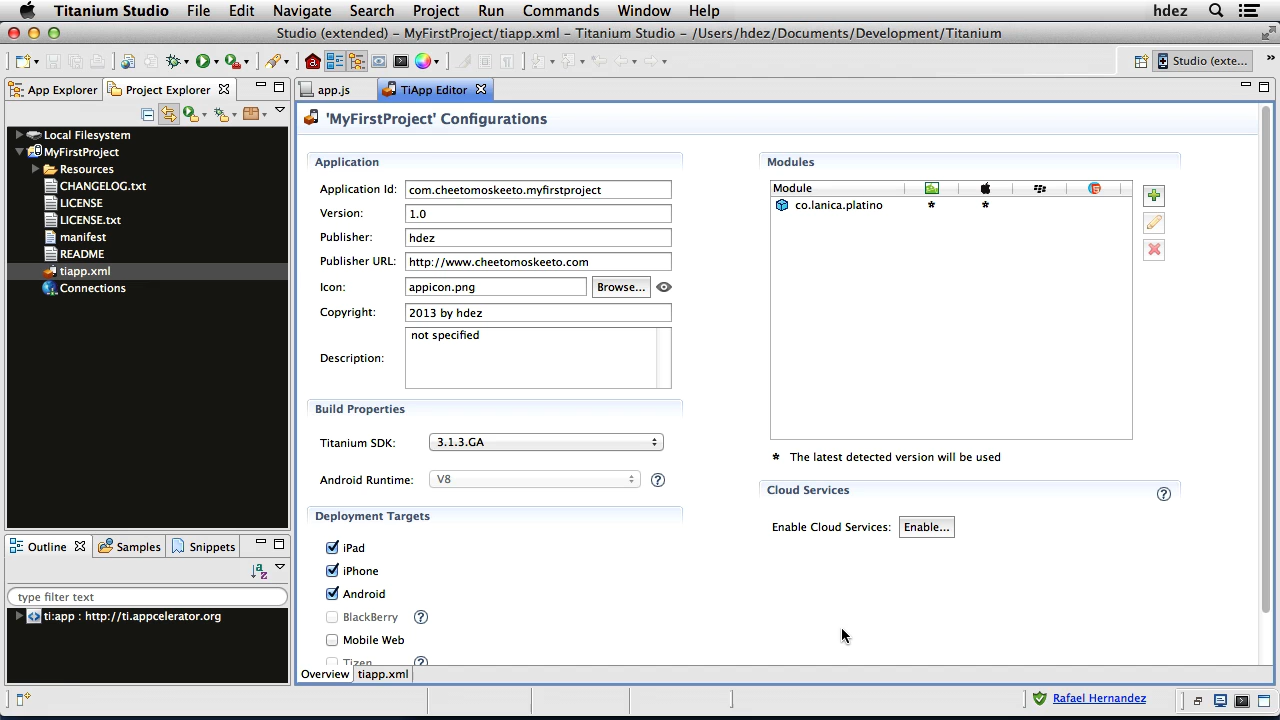 Titanium Studio File Edit Navigate Search Project Run Commands Window Help hdez
Studio (extended) – MyFirstProject/tiapp.xml – Titanium Studio – /Users/hdez/Documents/Development/Titanium
Studio (exte...
App Explorer Project Explorer
app.js TiApp Editor
'MyFirstProject' Configurations
Local Filesystem
MyFirstProject
Resources
CHANGELOG.txt
LICENSE
LICENSE.txt
manifest
README
tiapp.xml
Connections
Application
Application Id: com.cheetomoskeeto.myfirstproject
Version: 1.0
Publisher: hdez
Publisher URL: http://www.cheetomoskeeto.com
Icon: appicon.png Browse...
Copyright: 2013 by hdez
Description: not specified
Build Properties
Titanium SDK: 3.1.3.GA
Android Runtime: V8 ?
Deployment Targets
iPad
iPhone
Android
BlackBerry ?
Mobile Web
Tizen ?
Modules
Module
co.lanica.platino * *
* The latest detected version will be used
Cloud Services ?
Enable Cloud Services: Enable...
Outline Samples Snippets
type filter text
ti:app : http://ti.appcelerator.org
Overview tiapp.xml
Rafael Hernandez